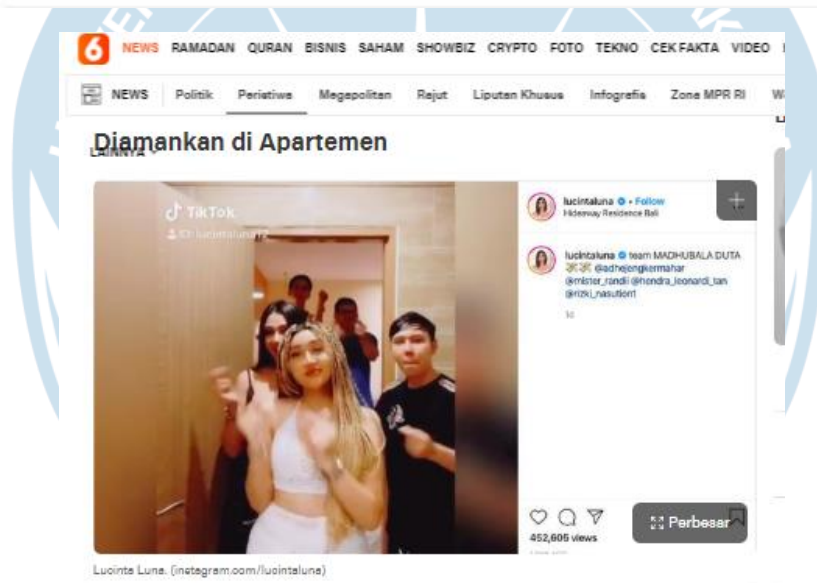 6 NEWS RAMADAN QURAN BISNIS SAHAM SHOWBIZ CRYPTO FOTO TEKNO CEK FAKTA VIDEO
NEWS Politik Peristiwa Megapolitan Rajut Liputan Khusus Infografis Zona MPR RI
Diamankan di Apartemen
LAINNYA
TikTok
lucintaluna • Follow
Hideaway Residence Bali
lucintaluna team MADHUBALA DUTA
@adhejengkermahar
@mister_randii @hendra_leonardi_tan
@rizki_nasution1
1d
452,605 views
Perbesar
Lucinta Luna. (instagram.com/lucintaluna)